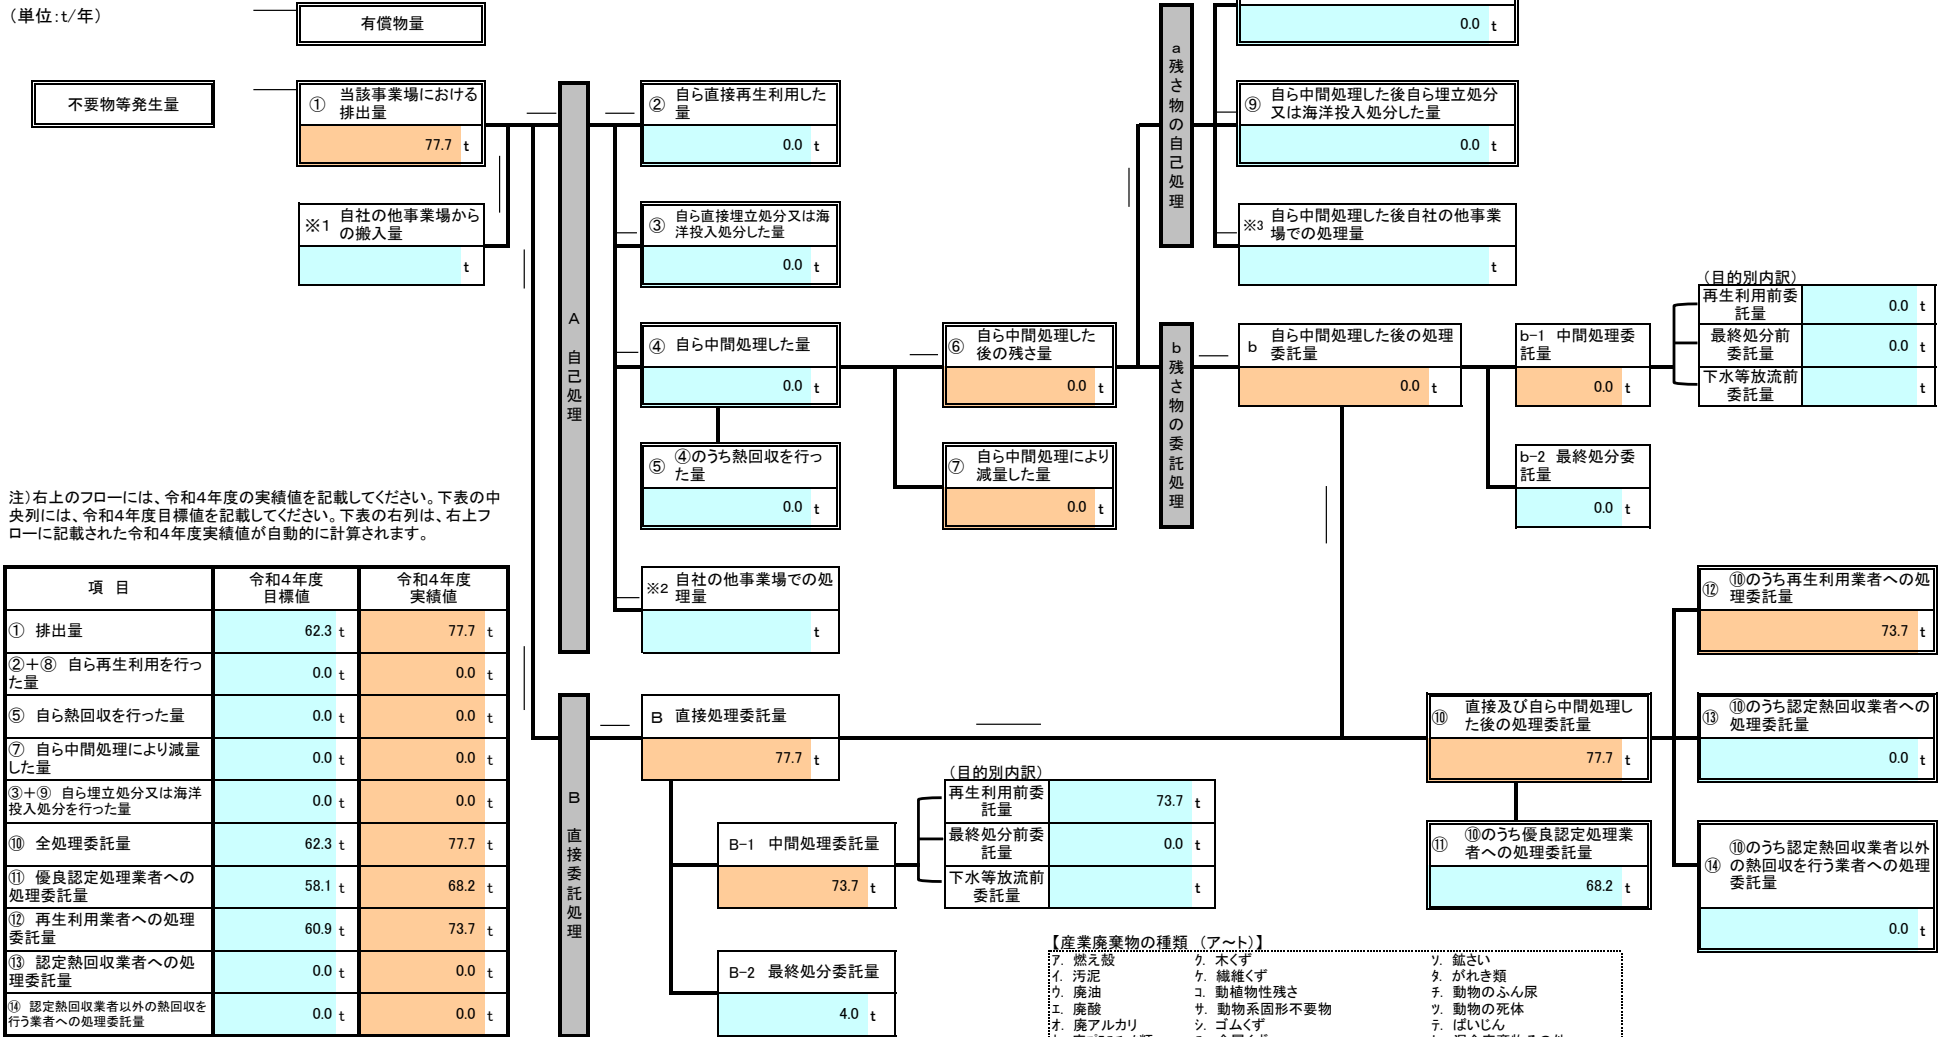 （単位:ｔ/年）
有償物量
0.0 t
不要物等発生量
① 当該事業場における
排出量
77.7 t
② 自ら直接再生利用した
量
0.0 t
⑨ 自ら中間処理した後自ら埋立処分
又は海洋投入処分した量
0.0 t
a 残さ物の自己処理
※1 自社の他事業場から
の搬入量
t
③ 自ら直接埋立処分又は海
洋投入処分した量
0.0 t
※3 自ら中間処理した後自社の他事業
場での処理量
t
A 自己処理
④ 自ら中間処理した量
0.0 t
⑥ 自ら中間処理した
後の残さ量
0.0 t
b 残さ物の委託処理
b 自ら中間処理した後の処理
委託量
0.0 t
b-1 中間処理委
託量
0.0 t
（目的別内訳）
再生利用前委
託量
0.0 t
最終処分前
委託量
0.0 t
下水等放流前
委託量
t
⑤ ④のうち熱回収を行っ
た量
0.0 t
⑦ 自ら中間処理により
減量した量
0.0 t
b-2 最終処分委
託量
0.0 t
注）右上のフローには、令和4年度の実績値を記載してください。下表の中
央列には、令和4年度目標値を記載してください。下表の右列は、右上フ
ローに記載された令和4年度実績値が自動的に計算されます。
※2 自社の他事業場での処
理量
t
項 目
令和4年度
目標値
令和4年度
実績値
① 排出量 62.3 t 77.7 t
②＋⑧ 自ら再生利用を行っ
た量 0.0 t 0.0 t
⑤ 自ら熱回収を行った量 0.0 t 0.0 t
⑦ 自ら中間処理により減量
した量 0.0 t 0.0 t
③＋⑨ 自ら埋立処分又は海洋
投入処分を行った量 0.0 t 0.0 t
⑩ 全処理委託量 62.3 t 77.7 t
⑪ 優良認定処理業者への
処理委託量 58.1 t 68.2 t
⑫ 再生利用業者への処理
委託量 60.9 t 73.7 t
⑬ 認定熱回収業者への処
理委託量 0.0 t 0.0 t
⑭ 認定熱回収業者以外の熱回収を
行う業者への処理委託量 0.0 t 0.0 t
B 直接委託処理
B 直接処理委託量
77.7 t
B-1 中間処理委託量
73.7 t
B-2 最終処分委託量
4.0 t
（目的別内訳）
再生利用前委
託量
73.7 t
最終処分前委
託量
0.0 t
下水等放流前
委託量
t
⑩ 直接及び自ら中間処理し
た後の処理委託量
77.7 t
⑪ ⑩のうち優良認定処理業
者への処理委託量
68.2 t
⑫ ⑩のうち再生利用業者への処
理委託量
73.7 t
⑬ ⑩のうち認定熱回収業者への
処理委託量
0.0 t
⑭ ⑩のうち認定熱回収業者以外
の熱回収を行う業者への処理
委託量
0.0 t
【産業廃棄物の種類 （ア～ト）】
ア. 燃え殻 ク. 木くず ソ. 鉱さい
イ. 汚泥 ケ. 繊維くず タ. がれき類
ウ. 廃油 コ. 動植物性残さ チ. 動物のふん尿
エ. 廃酸 サ. 動物系固形不要物 ツ. 動物の死体
オ. 廃アルカリ シ. ゴムくず テ. ばいじん